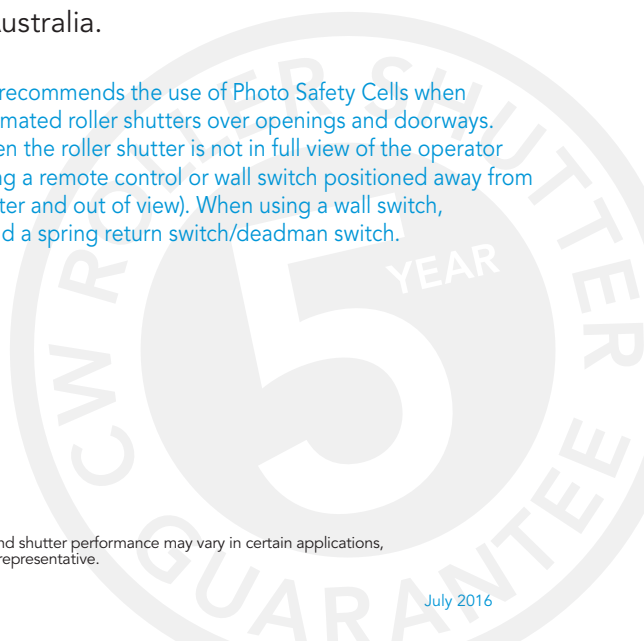 Australia.
recommends the use of Photo Safety Cells when
mated roller shutters over openings and doorways.
en the roller shutter is not in full view of the operator
ng a remote control or wall switch positioned away from
ter and out of view). When using a wall switch,
d a spring return switch/deadman switch.
CW ROLLER SHUTTER
5
YEAR
GUARANTEE
nd shutter performance may vary in certain applications,
representative.
July 2016